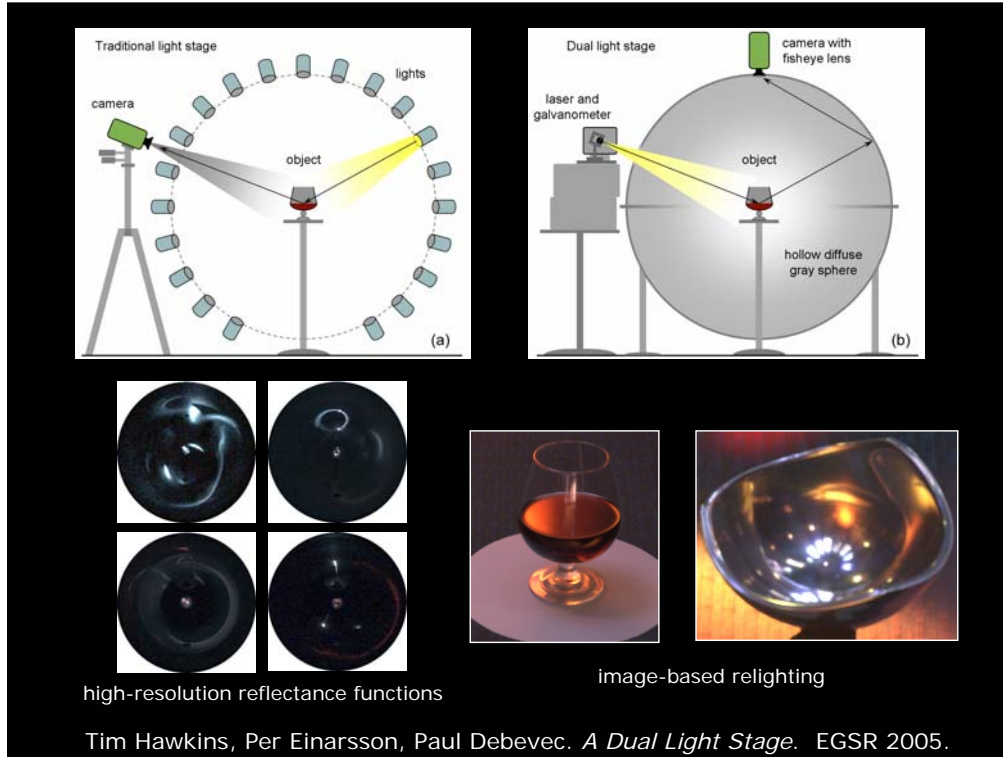 Traditional light stage
lights
camera
object
(a)
Dual light stage
camera with
fisheye lens
laser and
galvanometer
object
hollow diffuse
gray sphere
(b)
high-resolution reflectance functions
image-based relighting
Tim Hawkins, Per Einarsson, Paul Debevec. A Dual Light Stage. EGSR 2005.